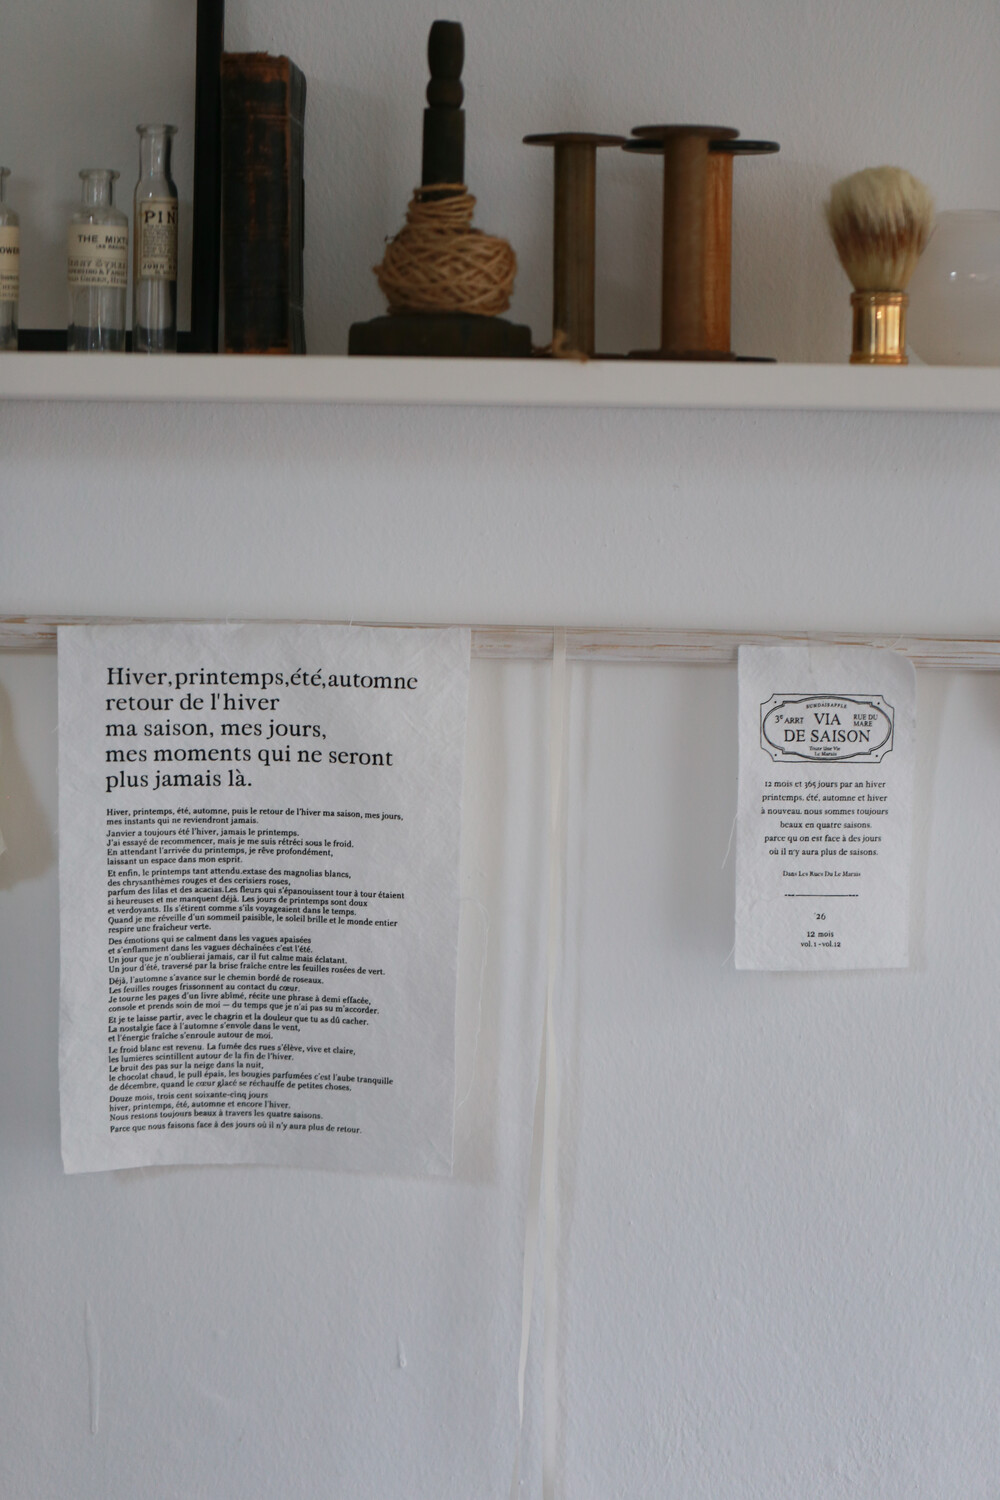 PIN
THE MIXT
JOHN
Hiver,printemps,été,automne
retour de l'hiver
ma saison, mes jours,
mes moments qui ne seront
plus jamais là.
Hiver, printemps, été, automne, puis le retour de l'hiver ma saison, mes jours,
mes instants qui ne reviendront jamais.
Janvier a toujours été l'hiver, jamais le printemps.
J'ai essayé de recommencer, mais je me suis rétréci sous le froid.
En attendant l'arrivée du printemps, je rêve profondément,
laissant un espace dans mon esprit.
Et enfin, le printemps tant attendu.extase des magnolias blancs,
des chrysanthèmes rouges et des cerisiers roses,
parfum des lilas et des acacias.Les fleurs qui s'épanouissent tour à tour étaient
si heureuses et me manquent déjà. Les jours de printemps sont doux
et verdoyants. Ils s'étirent comme s'ils voyageaient dans le temps.
Quand je me réveille d'un sommeil paisible, le soleil brille et le monde entier
respire une fraîcheur verte.
Des émotions qui se calment dans les vagues apaisées
et s'enflamment dans les vagues déchaînées c'est l'été.
Un jour que je n'oublierai jamais, car il fut calme mais éclatant.
Un jour d'été, traversé par la brise fraîche entre les feuilles rosées de vert.
Déjà, l'automne s'avance sur le chemin bordé de roseaux.
Les feuilles rouges frissonnent au contact du cœur.
Je tourne les pages d'un livre abîmé, récite une phrase à demi effacée,
console et prends soin de moi — du temps que je n'ai pas su m'accorder.
Et je te laisse partir, avec le chagrin et la douleur que tu as dû cacher.
La nostalgie face à l'automne s'envole dans le vent,
et l'énergie fraîche s'enroule autour de moi.
Le froid blanc est revenu. La fumée des rues s'élève, vive et claire,
les lumières scintillent autour de la fin de l'hiver.
Le bruit des pas sur la neige dans la nuit,
le chocolat chaud, le pull épais, les bougies parfumées c'est l'aube tranquille
de décembre, quand le cœur glacé se réchauffe de petites choses.
Douze mois, trois cent soixante-cinq jours
hiver, printemps, été, automne et encore l'hiver.
Nous restons toujours beaux à travers les quatre saisons.
Parce que nous faisons face à des jours où il n'y aura plus de retour.
3e ARRT VIA RUE DU MARE
DE SAISON
Toute Une Vie
Le Marais
12 mois et 365 jours par an hiver
printemps. été, automne et hiver
à nouveau. nous sommes toujours
beaux en quatre saisons.
parce qu on est face à des jours
où il n'y aura plus de saisons.
Dans Les Rues Du Le Marais
'26
12 mois
vol.1 - vol.12